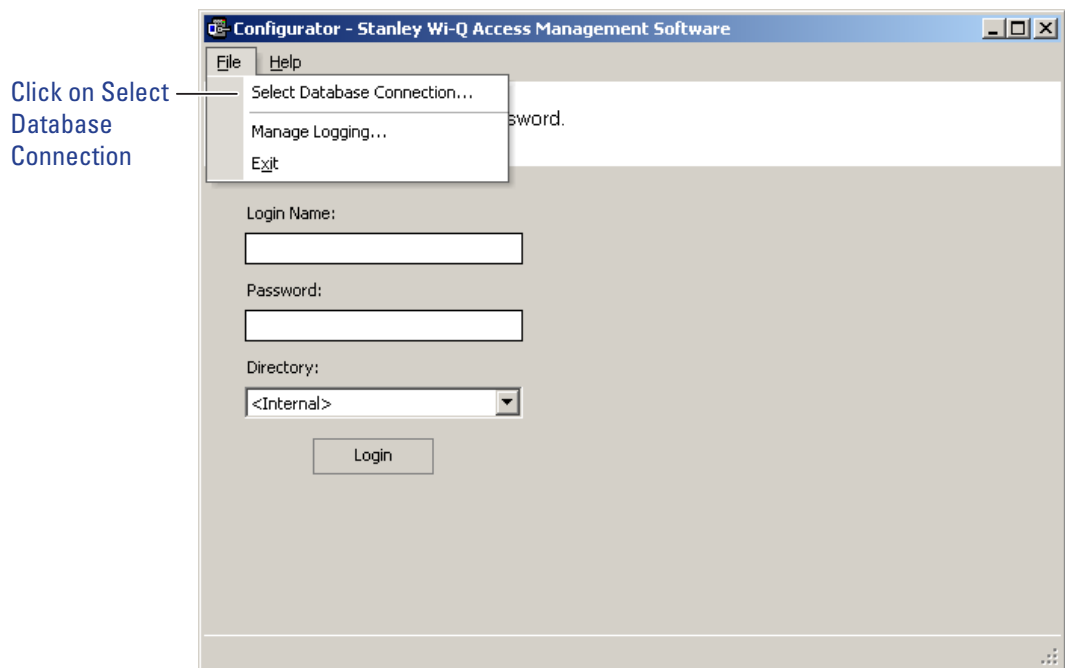 Configurator - Stanley Wi-Q Access Management Software
File Help
Click on Select
Database
Connection
Select Database Connection...
sword.
Manage Logging...
Exit
Login Name:
Password:
Directory:
<Internal>
Login